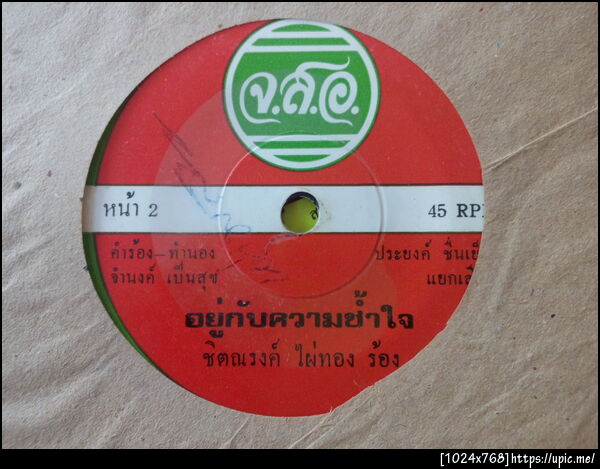 จ.ส.อ.
หน้า 2
45 RP
คำร้อง-ทำนอง
จำนงค์ เป็นสุข
ประยงค์ ชื่นเย็
แยกเสี
อยู่กับความช้ำใจ
ชิตณรงค์ ไผ่ทอง ร้อง
[1024x768]https://upic.me/